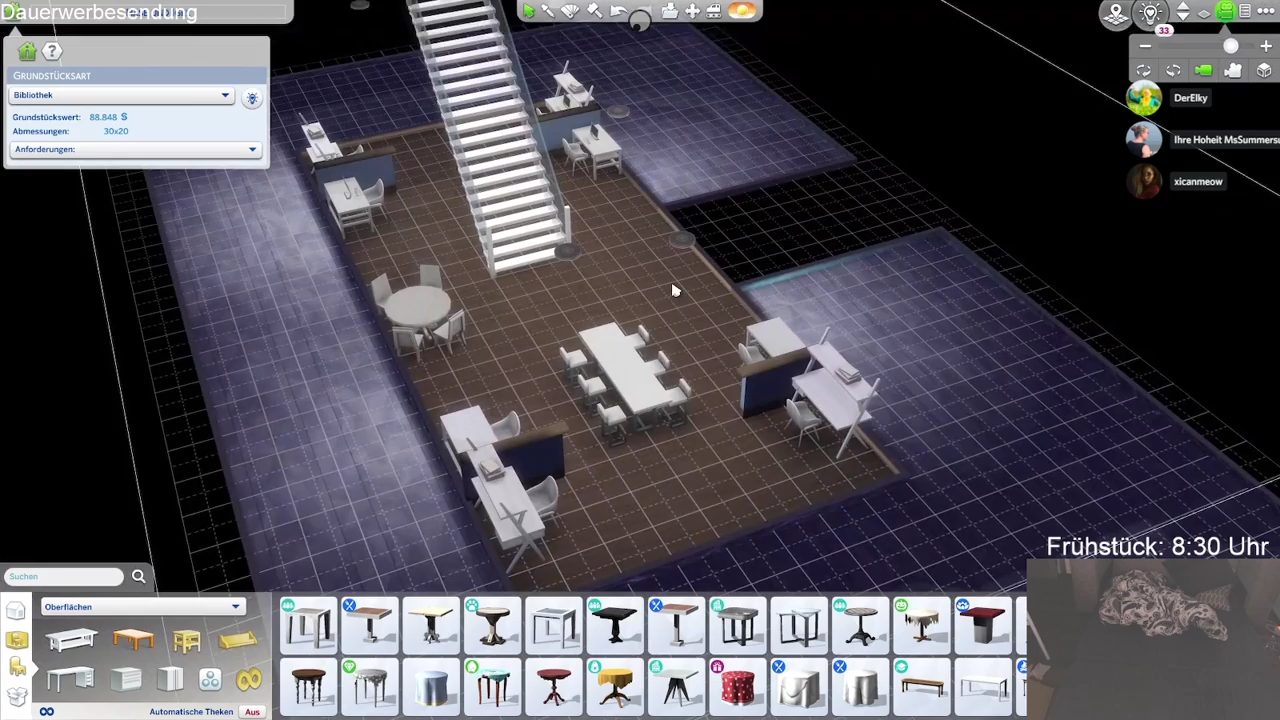 Dauerwerbesendung
GRUNDSTÜCKSART
Bibliothek
Grundstückswert: 88.848 $
Abmessungen: 30x20
Anforderungen:
33
DerElky
Ihre Hoheit MsSummers
xicanmeow
Frühstück: 8:30 Uhr
Suchen
Oberflächen
Automatische Theken Aus